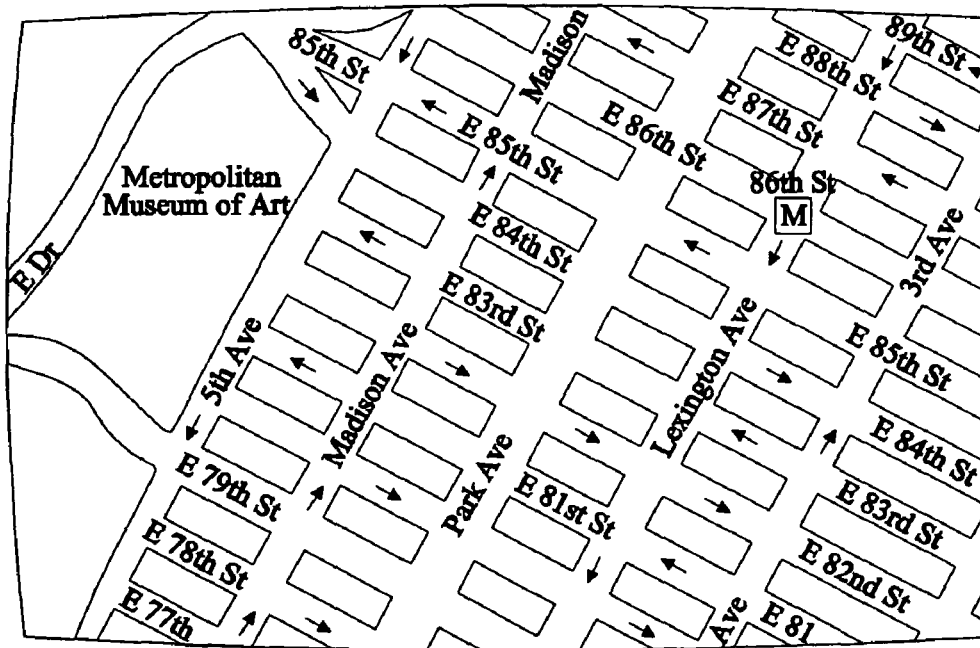 85th St
Madison
E 88th St
89th St
E 87th St
E 86th St
E 85th St
Metropolitan
Museum of Art
86th St
M
E 84th St
3rd Ave
E Dr
E 83rd St
5th Ave
Madison Ave
Lexington Ave
E 85th St
Park Ave
E 84th St
E 79th St
E 81st St
E 83rd St
E 78th St
E 82nd St
E 77th
Ave
E 81